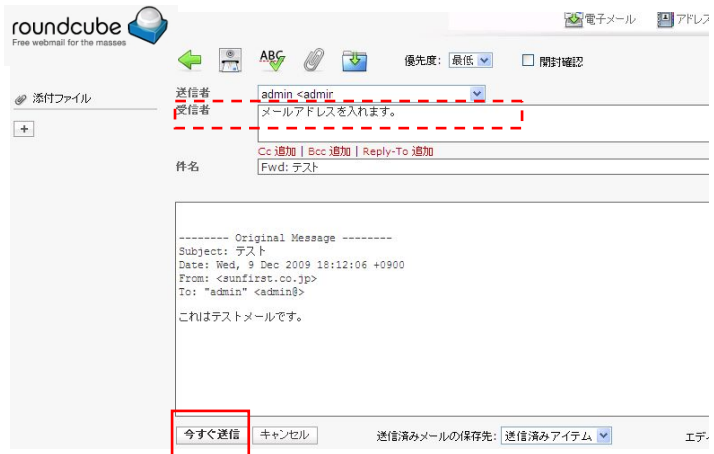 roundcube
Free webmail for the masses
電子メール
アドレス
ABC
優先度: 最低
開封確認
添付ファイル
+
送信者 admin <admin
受信者 メールアドレスを入れます。
Cc 追加 | Bcc 追加 | Reply-To 追加
件名 Fwd: テスト
-------- Original Message --------
Subject: テスト
Date: Wed, 9 Dec 2009 18:12:06 +0900
From: <sunfirst.co.jp>
To: "admin" <admin@>
これはテストメールです。
今すぐ送信 キャンセル 送信済みメールの保存先: 送信済みアイテム エディ